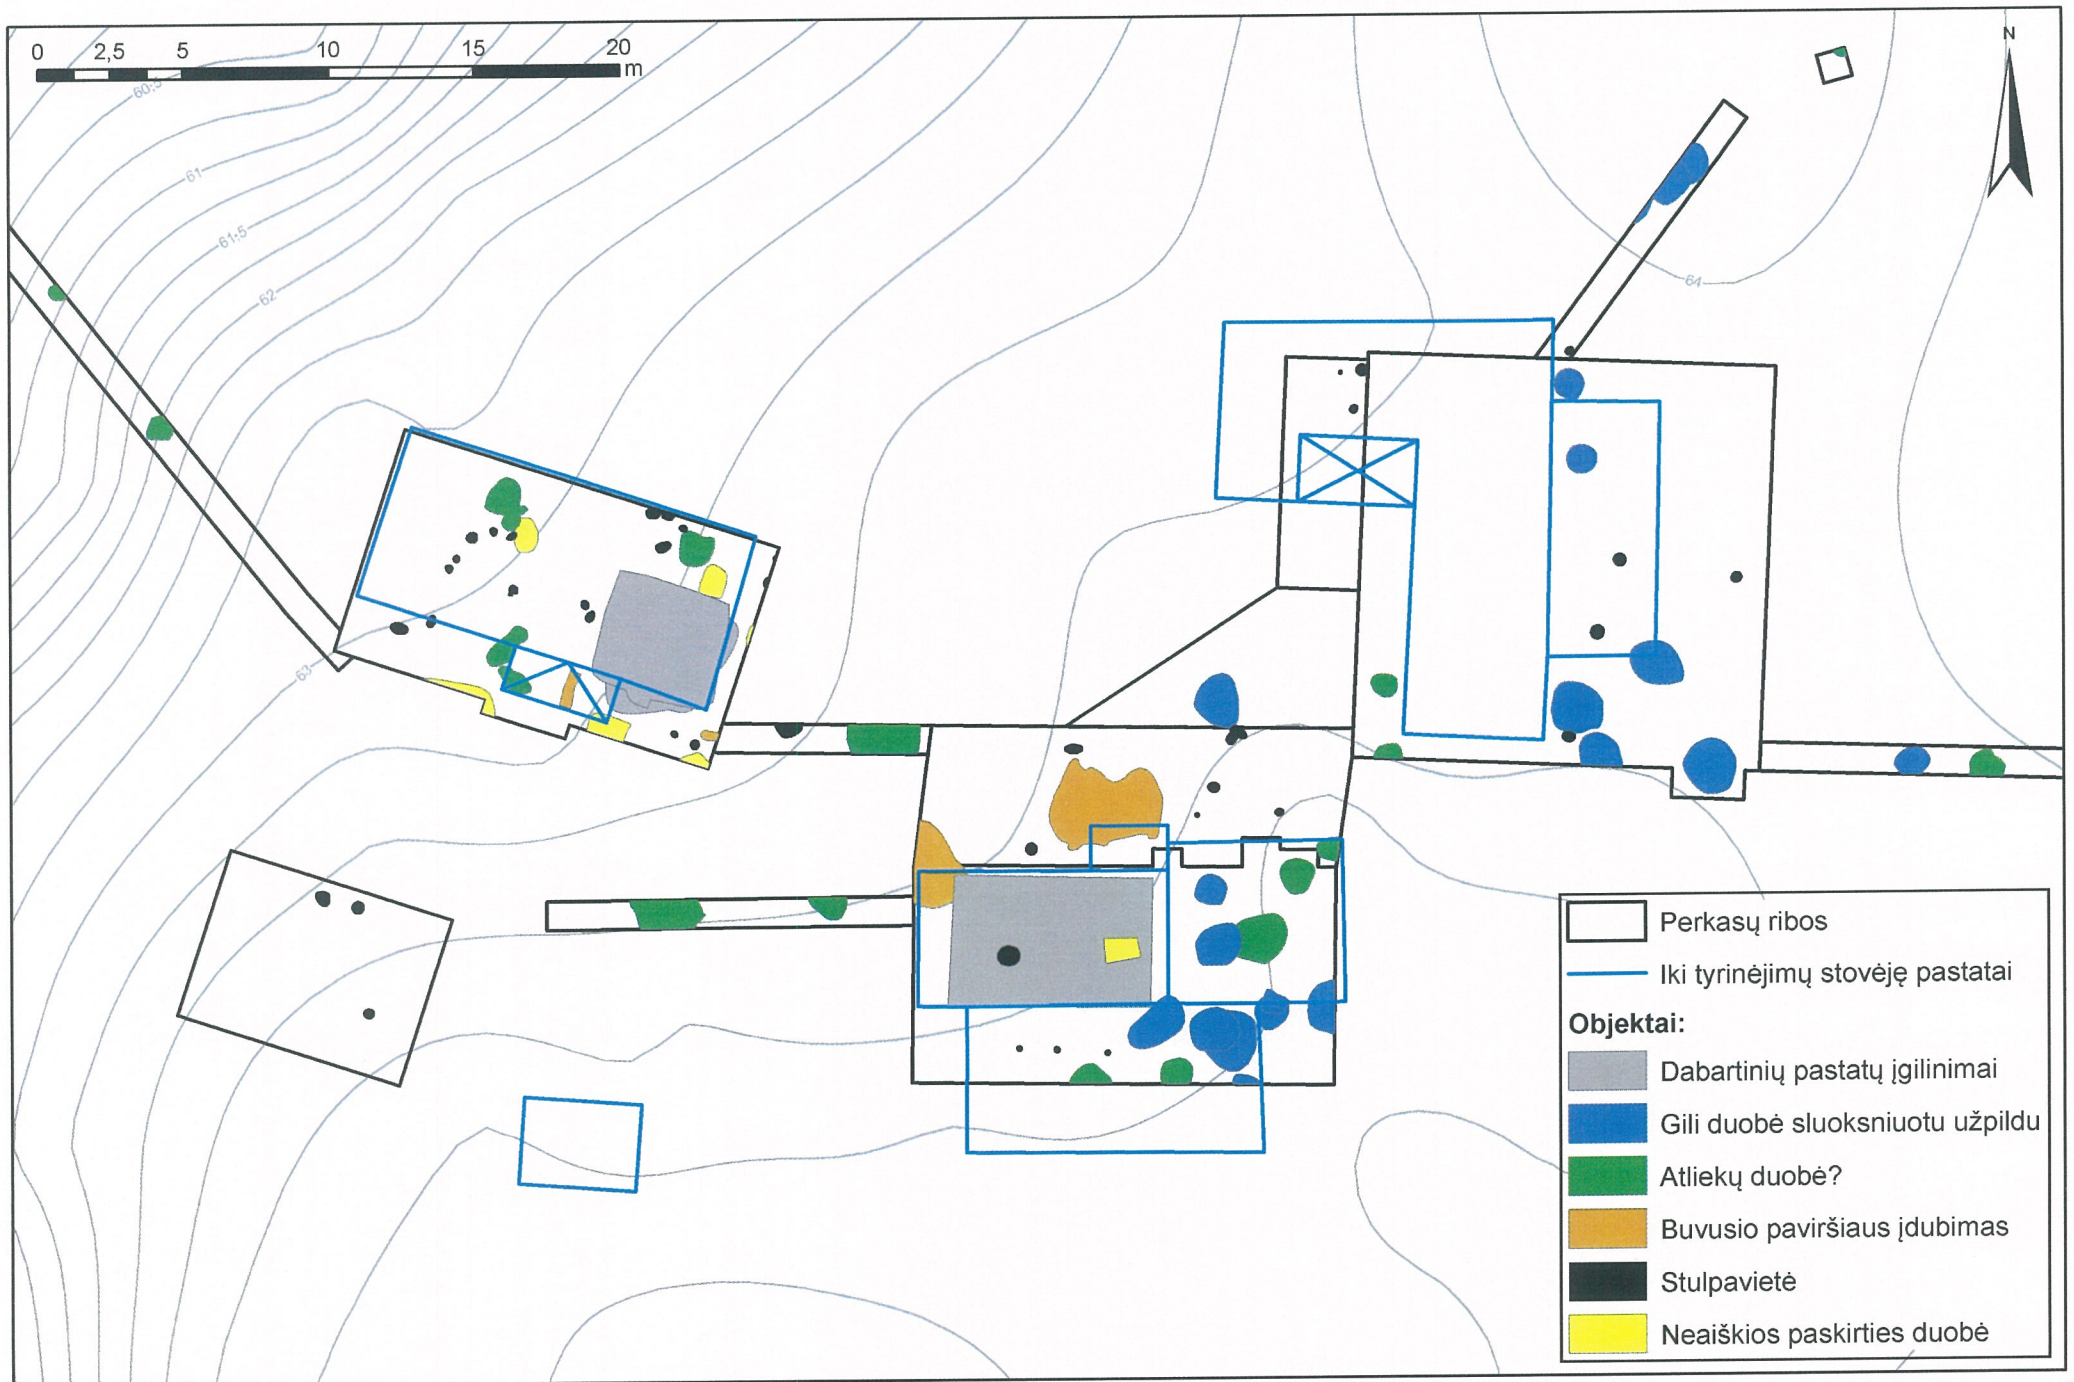 0 2,5 5 10 15 20
m
N
60,5
61
61,5
62
63
64
Perkasų ribos
Iki tyrinėjimų stovėję pastatai
Objektai:
Dabartinių pastatų įgilinimai
Gili duobė sluoksniuotu užpildu
Atliekų duobė?
Buvusio paviršiaus įdubimas
Stulpavietė
Neaiškios paskirties duobė